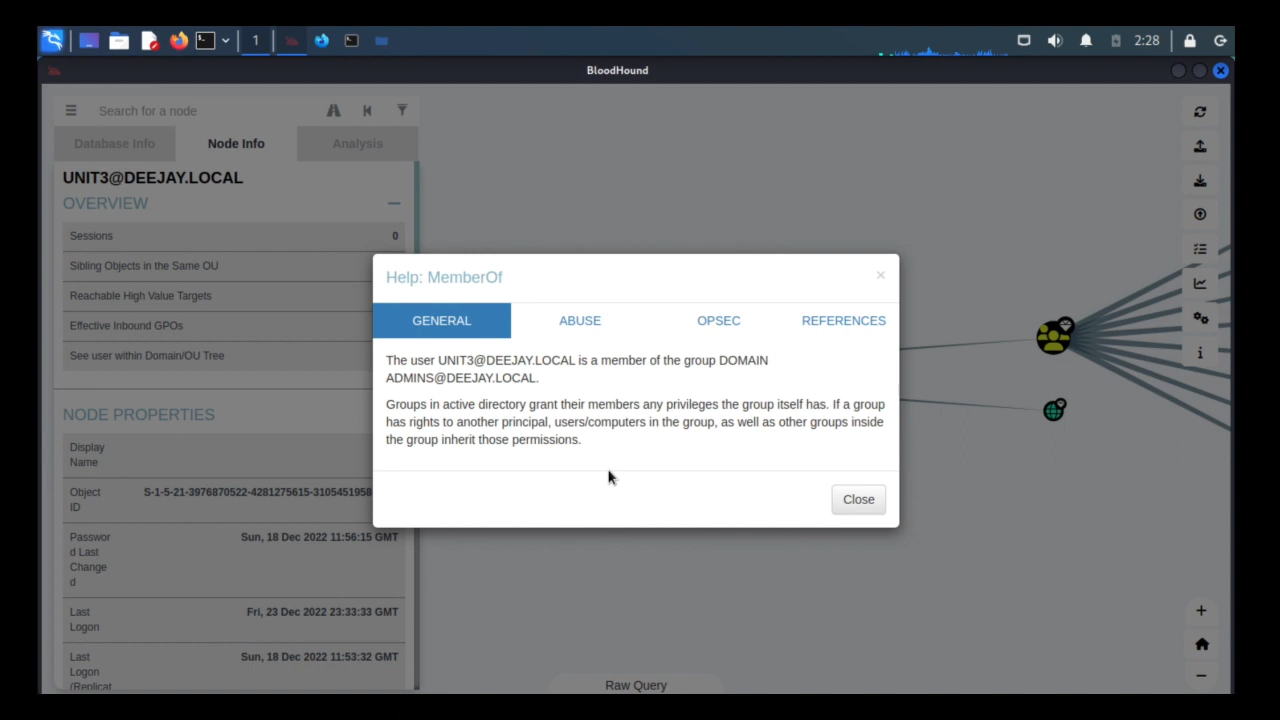 1
2:28
BloodHound
Search for a node
Database Info
Node Info
Analysis
UNIT3@DEEJAY.LOCAL
OVERVIEW
Sessions 0
Sibling Objects in the Same OU
Reachable High Value Targets
Effective Inbound GPOs
See user within Domain/OU Tree
NODE PROPERTIES
Display
Name
Object S-1-5-21-3976870522-4281275615-3105451958
ID
Passwor Sun, 18 Dec 2022 11:56:15 GMT
d Last
Change
d
Last Fri, 23 Dec 2022 23:33:33 GMT
Logon
Last Sun, 18 Dec 2022 11:53:32 GMT
Logon
(Replicat
Help: MemberOf
×
GENERAL
ABUSE
OPSEC
REFERENCES
The user UNIT3@DEEJAY.LOCAL is a member of the group DOMAIN
ADMINS@DEEJAY.LOCAL.
Groups in active directory grant their members any privileges the group itself has. If a group
has rights to another principal, users/computers in the group, as well as other groups inside
the group inherit those permissions.
Close
Raw Query